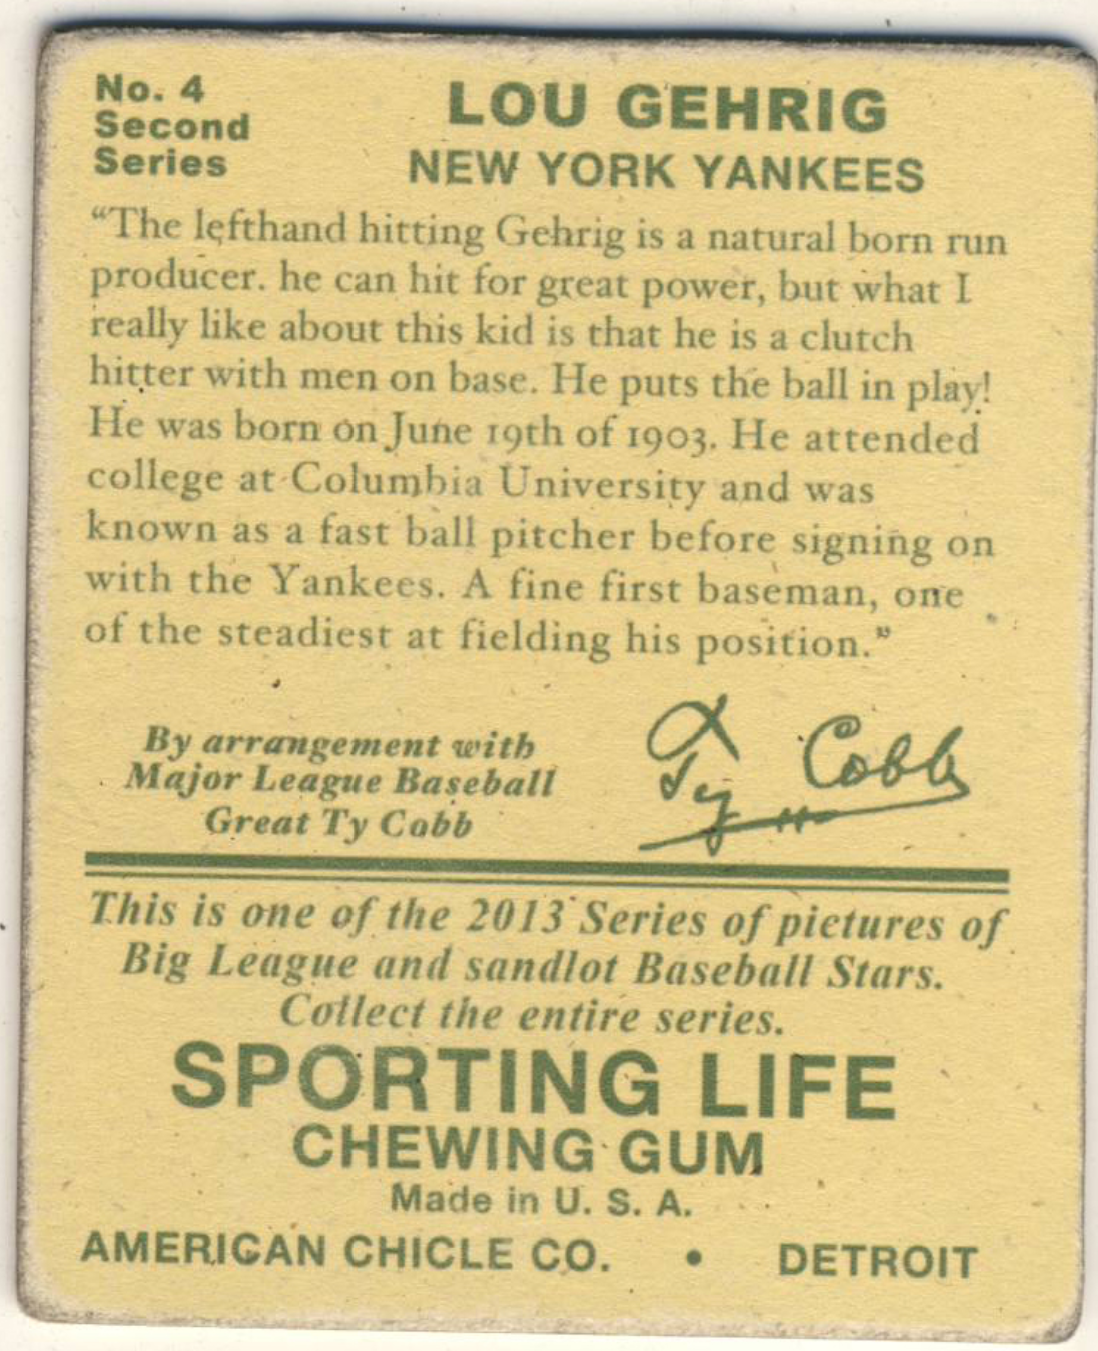 No. 4
Second
Series
LOU GEHRIG
NEW YORK YANKEES
“The lefthand hitting Gehrig is a natural born run
producer. he can hit for great power, but what I
really like about this kid is that he is a clutch
hitter with men on base. He puts the ball in play!
He was born on June 19th of 1903. He attended
college at Columbia University and was
known as a fast ball pitcher before signing on
with the Yankees. A fine first baseman, one
of the steadiest at fielding his position.”
By arrangement with
Major League Baseball
Great Ty Cobb
Ty Cobb
This is one of the 2013 Series of pictures of
Big League and sandlot Baseball Stars.
Collect the entire series.
SPORTING LIFE
CHEWING GUM
Made in U. S. A.
AMERICAN CHICLE CO. • DETROIT